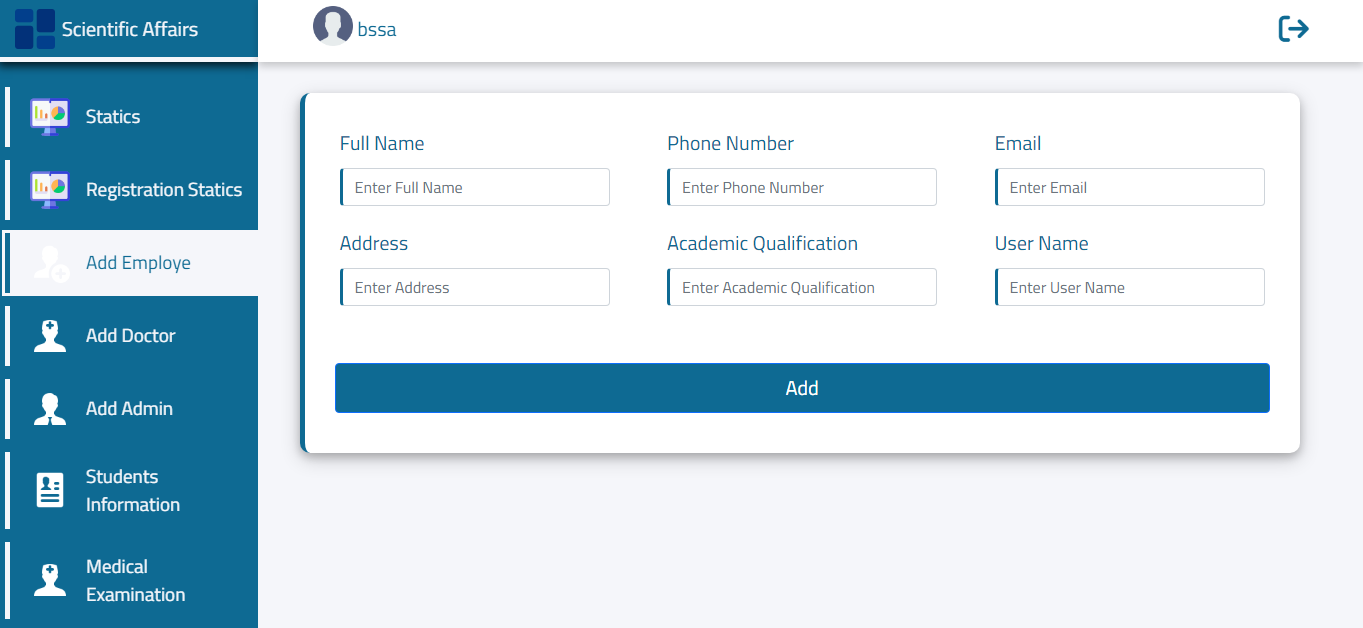 Scientific Affairs
bssa
Statics
Registration Statics
Add Employe
Add Doctor
Add Admin
Students
Information
Medical
Examination
Full Name
Phone Number
Email
Enter Full Name
Enter Phone Number
Enter Email
Address
Academic Qualification
User Name
Enter Address
Enter Academic Qualification
Enter User Name
Add